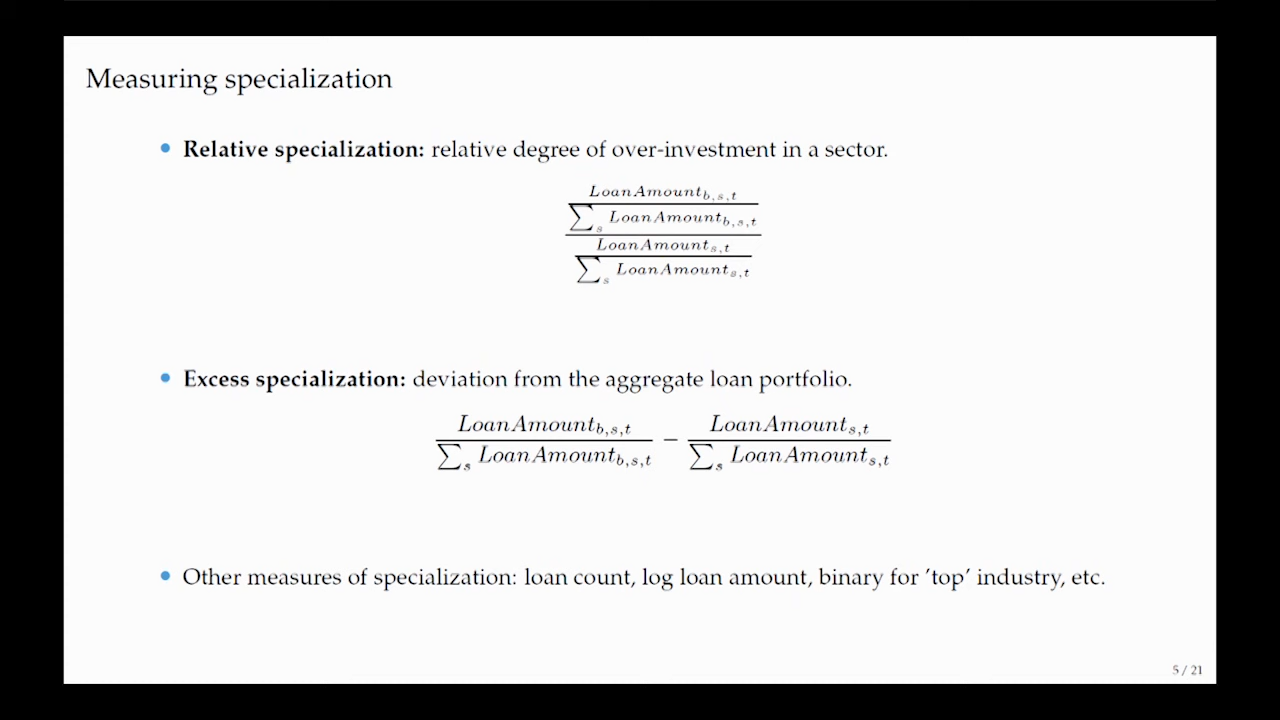 Measuring specialization
• Relative specialization: relative degree of over-investment in a sector.
LoanAmount_{b,s,t}
∑_s LoanAmount_{b,s,t}
LoanAmount_{s,t}
∑_s LoanAmount_{s,t}
• Excess specialization: deviation from the aggregate loan portfolio.
LoanAmount_{b,s,t} − LoanAmount_{s,t}
∑_s LoanAmount_{b,s,t} ∑_s LoanAmount_{s,t}
• Other measures of specialization: loan count, log loan amount, binary for ’top’ industry, etc.
5 / 21